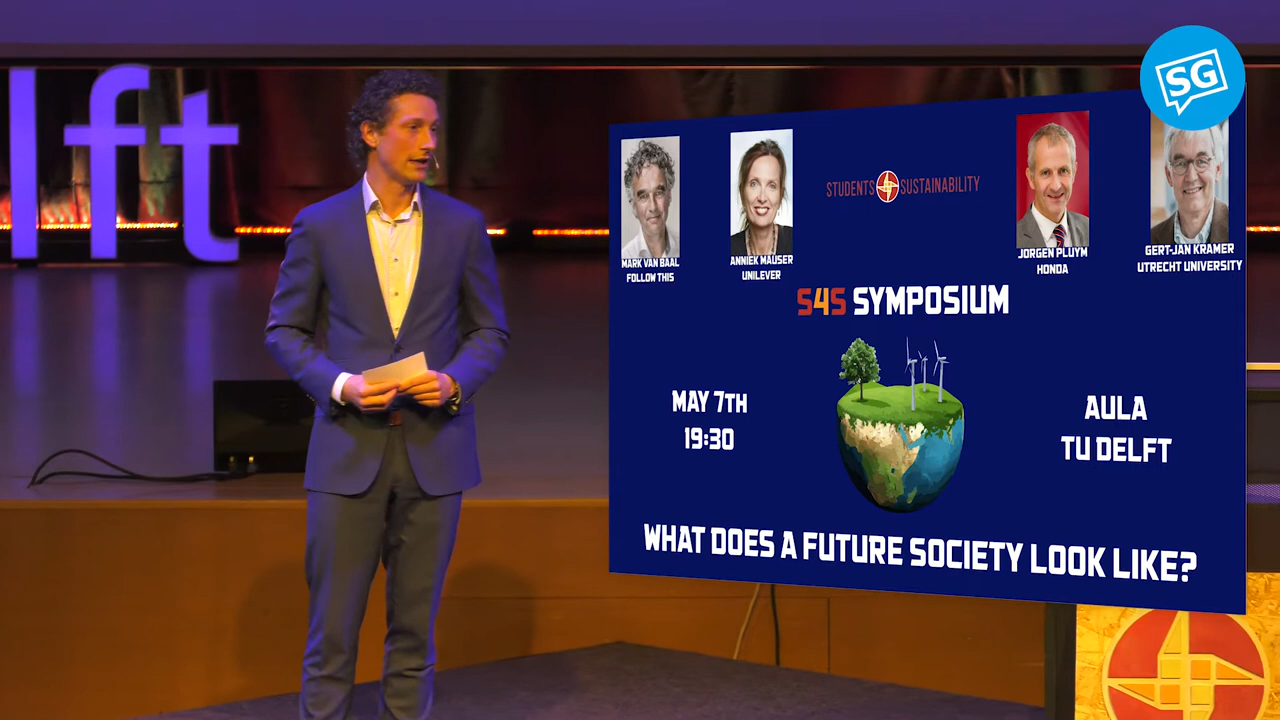 lft
SG
STUDENTS 4 SUSTAINABILITY
MARK VAN BAAL
FOLLOW THIS
ANNIEK MAUSER
UNILEVER
JORGEN PLUYM
HONDA
GERT-JAN KRAMER
UTRECHT UNIVERSITY
S4S SYMPOSIUM
MAY 7TH
19:30
AULA
TU DELFT
WHAT DOES A FUTURE SOCIETY LOOK LIKE?